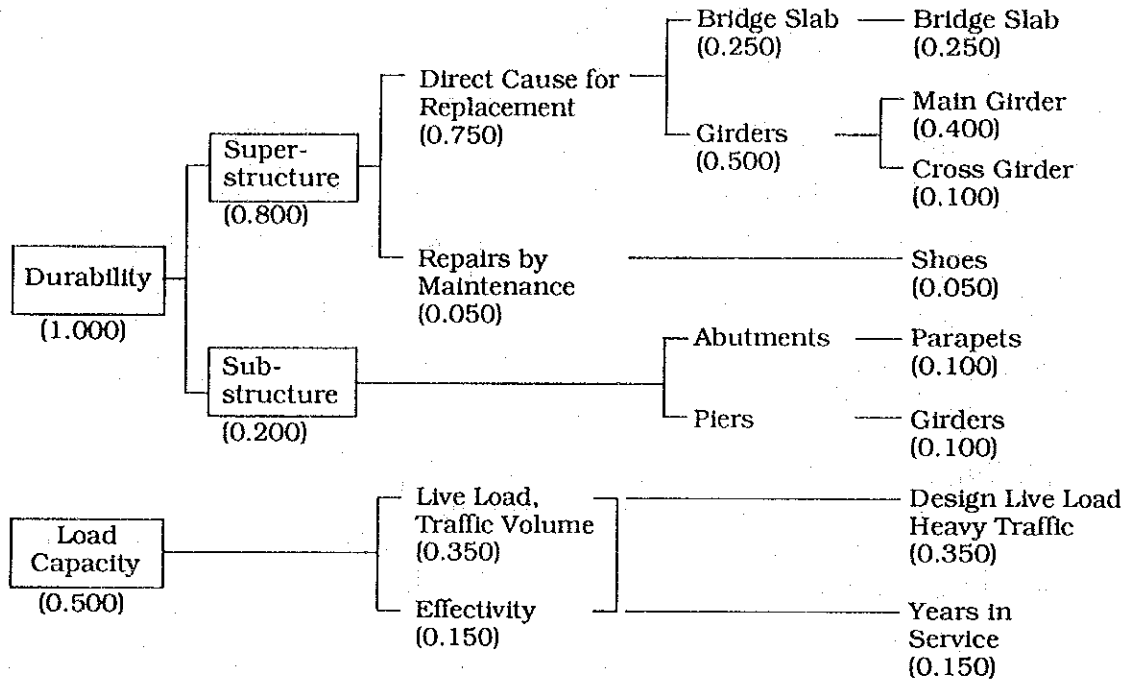 Durability
(1.000)
Super-
structure
(0.800)
Direct Cause for
Replacement
(0.750)
Bridge Slab
(0.250)
Bridge Slab
(0.250)
Girders
(0.500)
Main Girder
(0.400)
Cross Girder
(0.100)
Repairs by
Maintenance
(0.050)
Shoes
(0.050)
Sub-
structure
(0.200)
Abutments
Parapets
(0.100)
Piers
Girders
(0.100)
Load
Capacity
(0.500)
Live Load,
Traffic Volume
(0.350)
Design Live Load
Heavy Traffic
(0.350)
Effectivity
(0.150)
Years in
Service
(0.150)